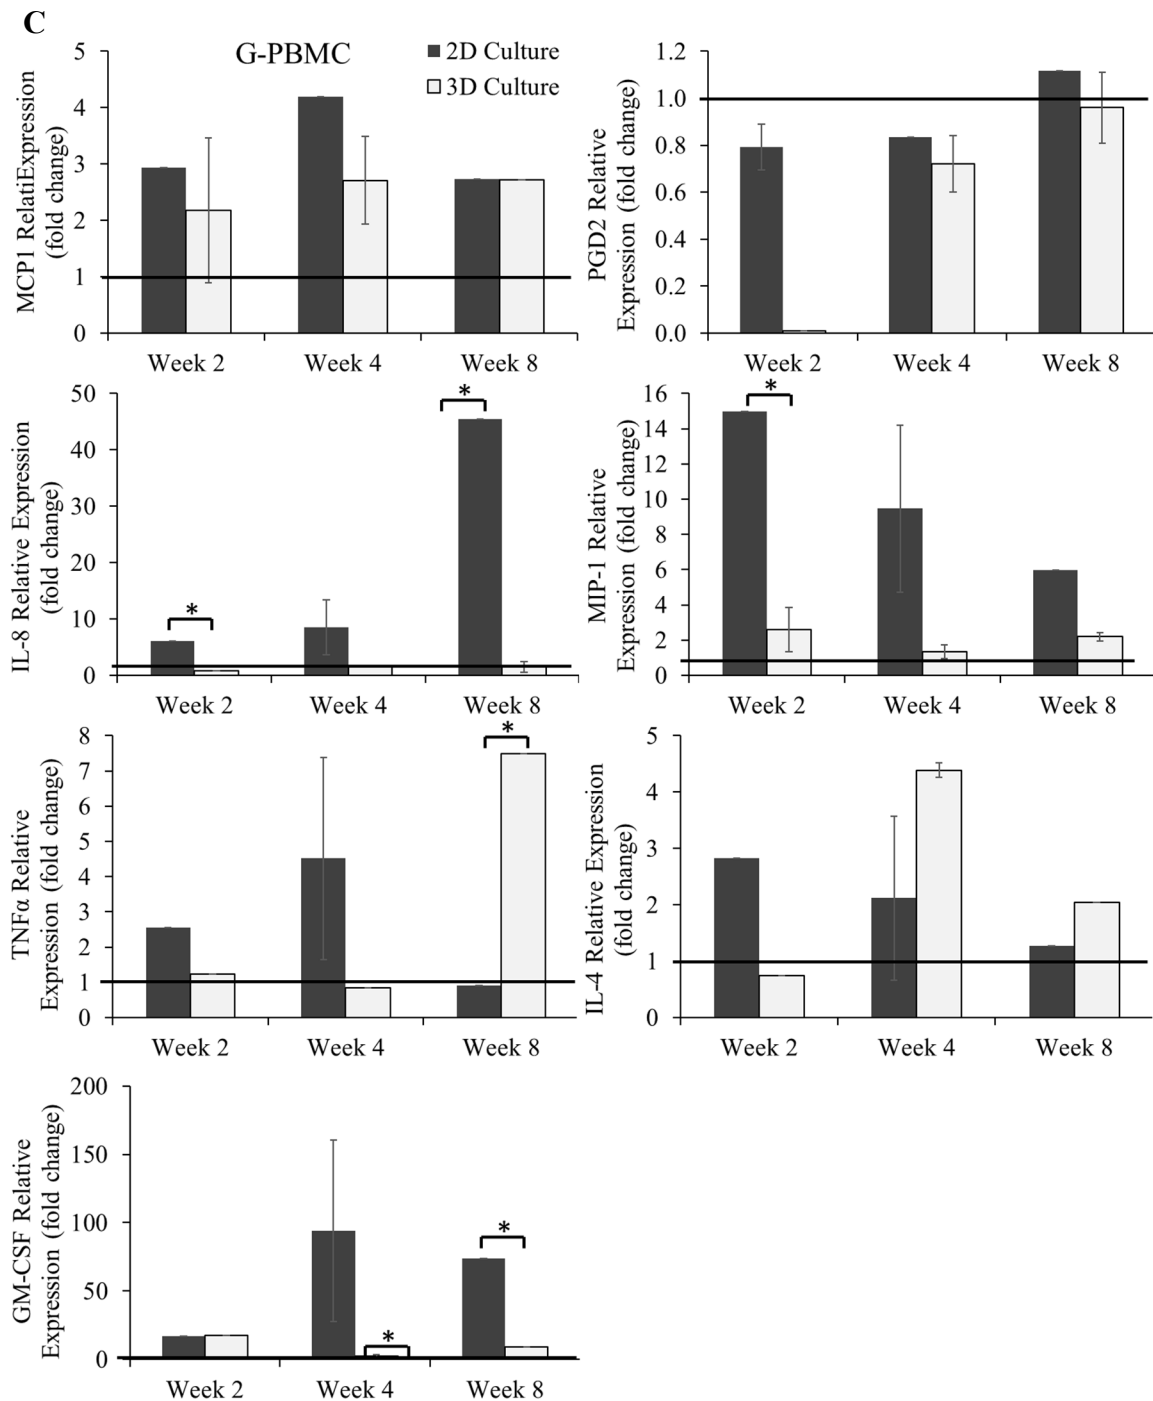 C
G-PBMC
2D Culture
3D Culture
MCP1 RelatiExpression
(fold change)
5
4
3
2
1
0
Week 2 Week 4 Week 8
PGD2 Relative
Expression (fold change)
1.2
1.0
0.8
0.6
0.4
0.2
0.0
Week 2 Week 4 Week 8
IL-8 Relative Expression
(fold change)
50
40
30
20
10
0
*
*
Week 2 Week 4 Week 8
MIP-1 Relative
Expression (fold change)
16
14
12
10
8
6
4
2
0
*
Week 2 Week 4 Week 8
TNFα Relative
Expression (fold change)
8
7
6
5
4
3
2
1
0
*
Week 2 Week 4 Week 8
IL-4 Relative Expression
(fold change)
5
4
3
2
1
0
Week 2 Week 4 Week 8
GM-CSF Relative
Expression (fold change)
200
150
100
50
0
*
*
Week 2 Week 4 Week 8